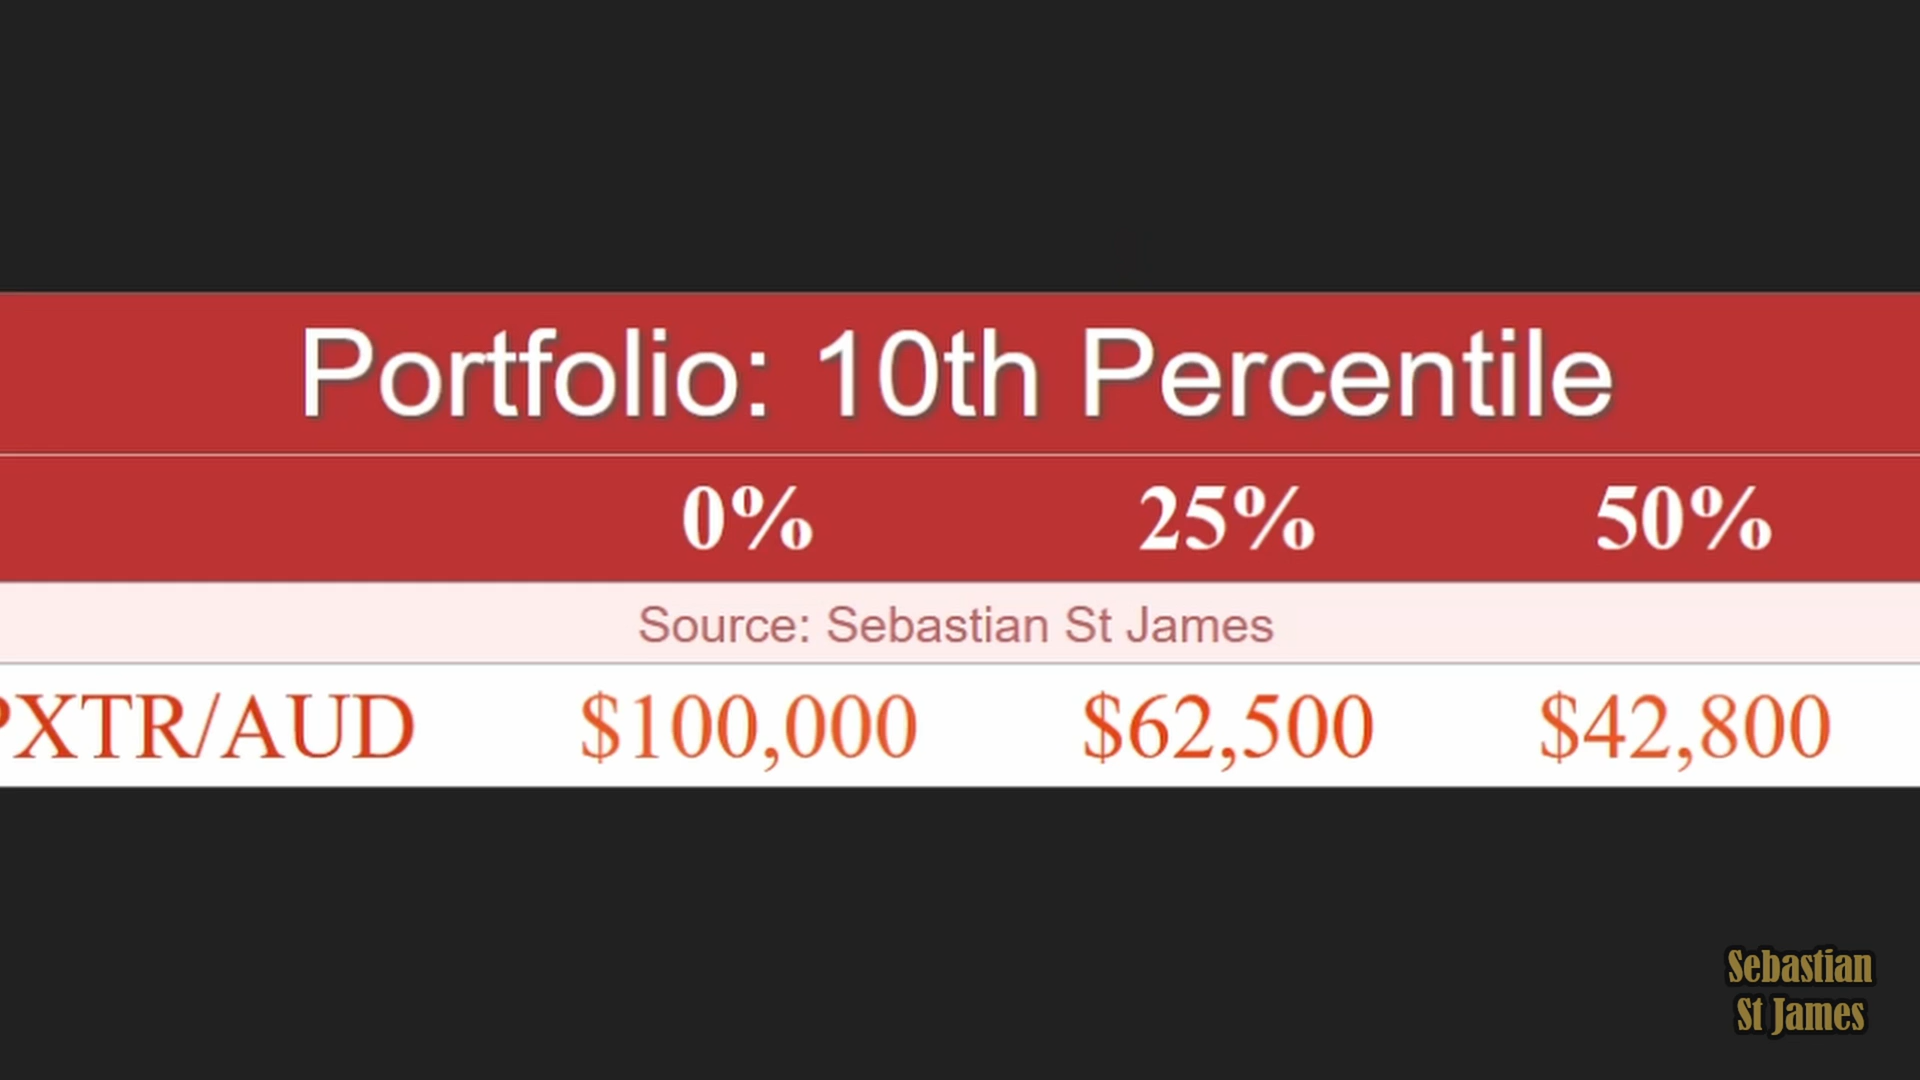 Portfolio: 10th Percentile
0% 25% 50%
Source: Sebastian St James
PXTR/AUD $100,000 $62,500 $42,800
Sebastian
St James